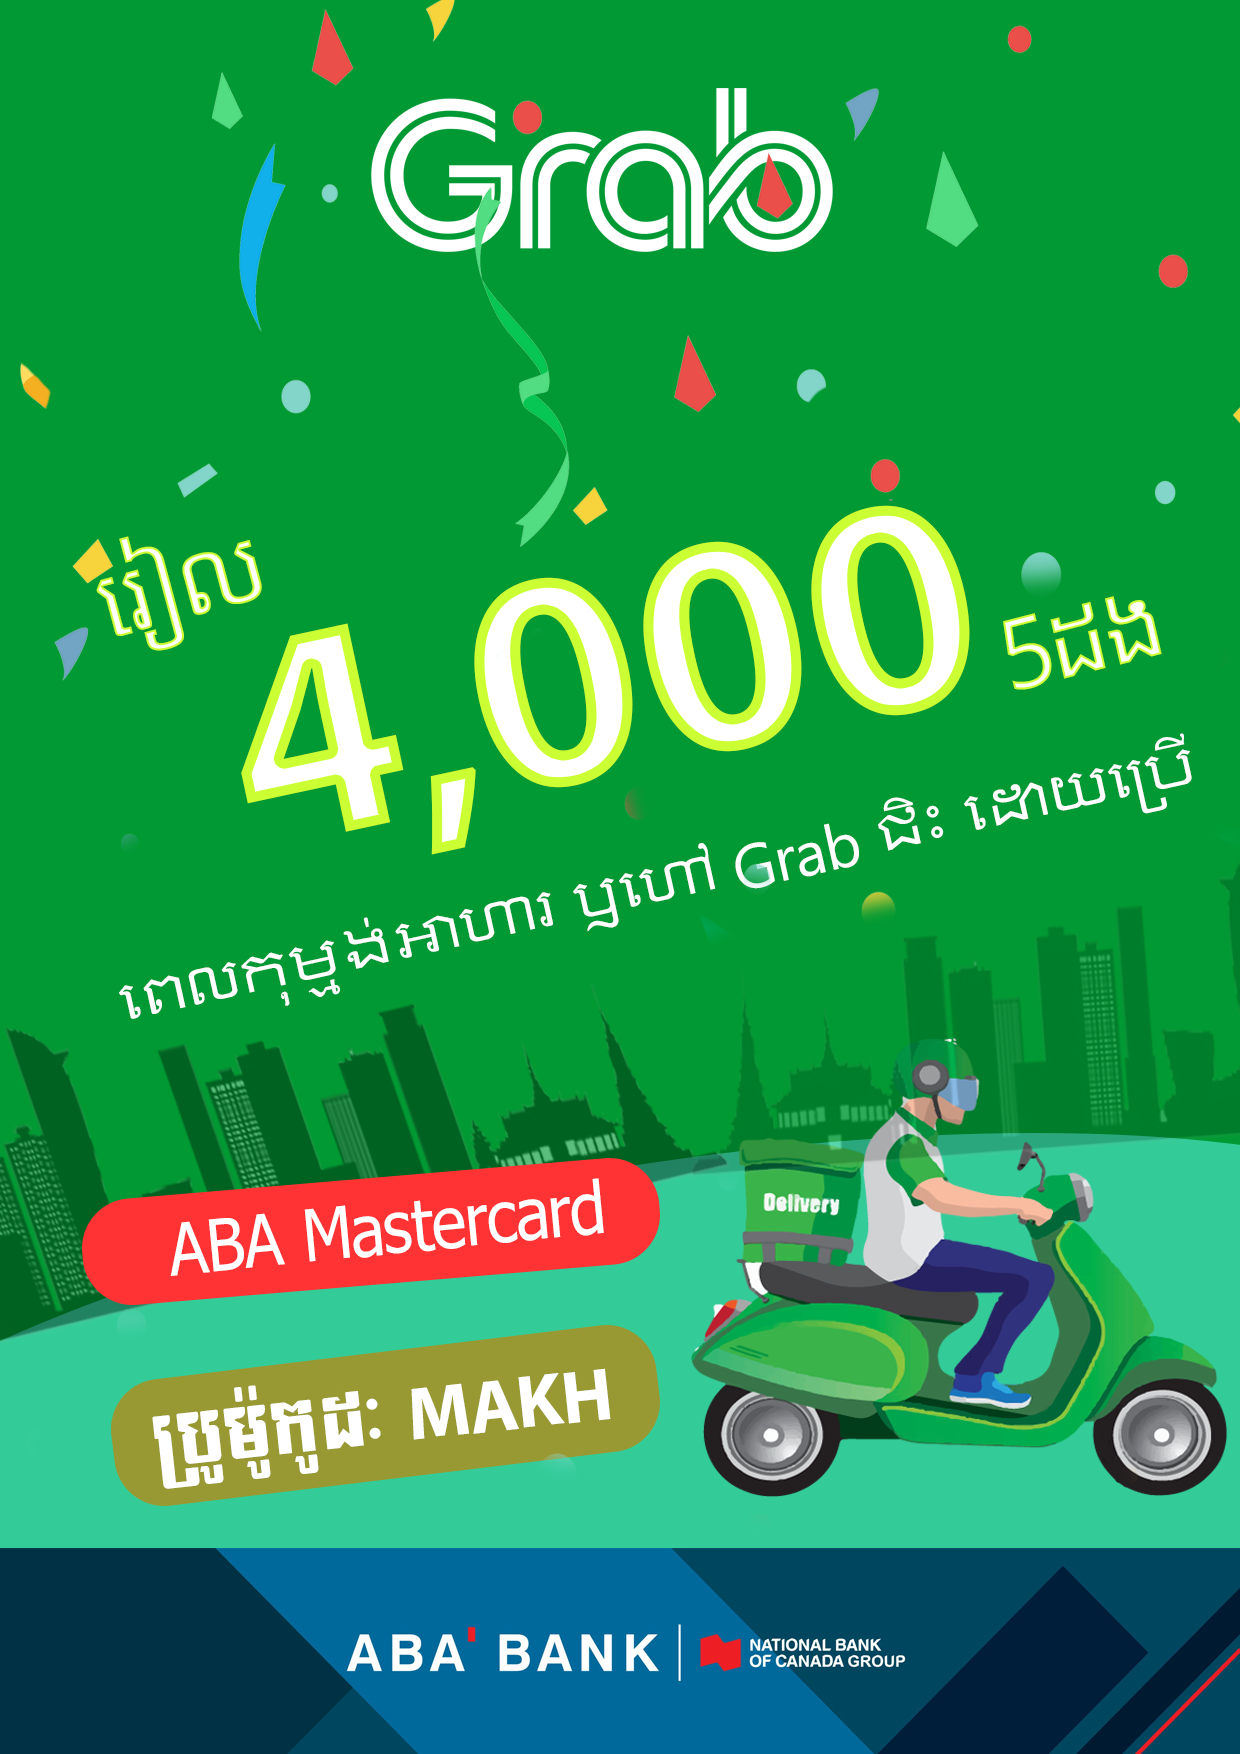 Grab
រៀល
4,000
5ដង
ពេលកុម្មង់អាហារ ឬហៅ Grab ជិះ ដោយប្រើ
ABA Mastercard
ប្រូម៉ូកូដ: MAKH
Delivery
ABA' BANK
NATIONAL BANK
OF CANADA GROUP